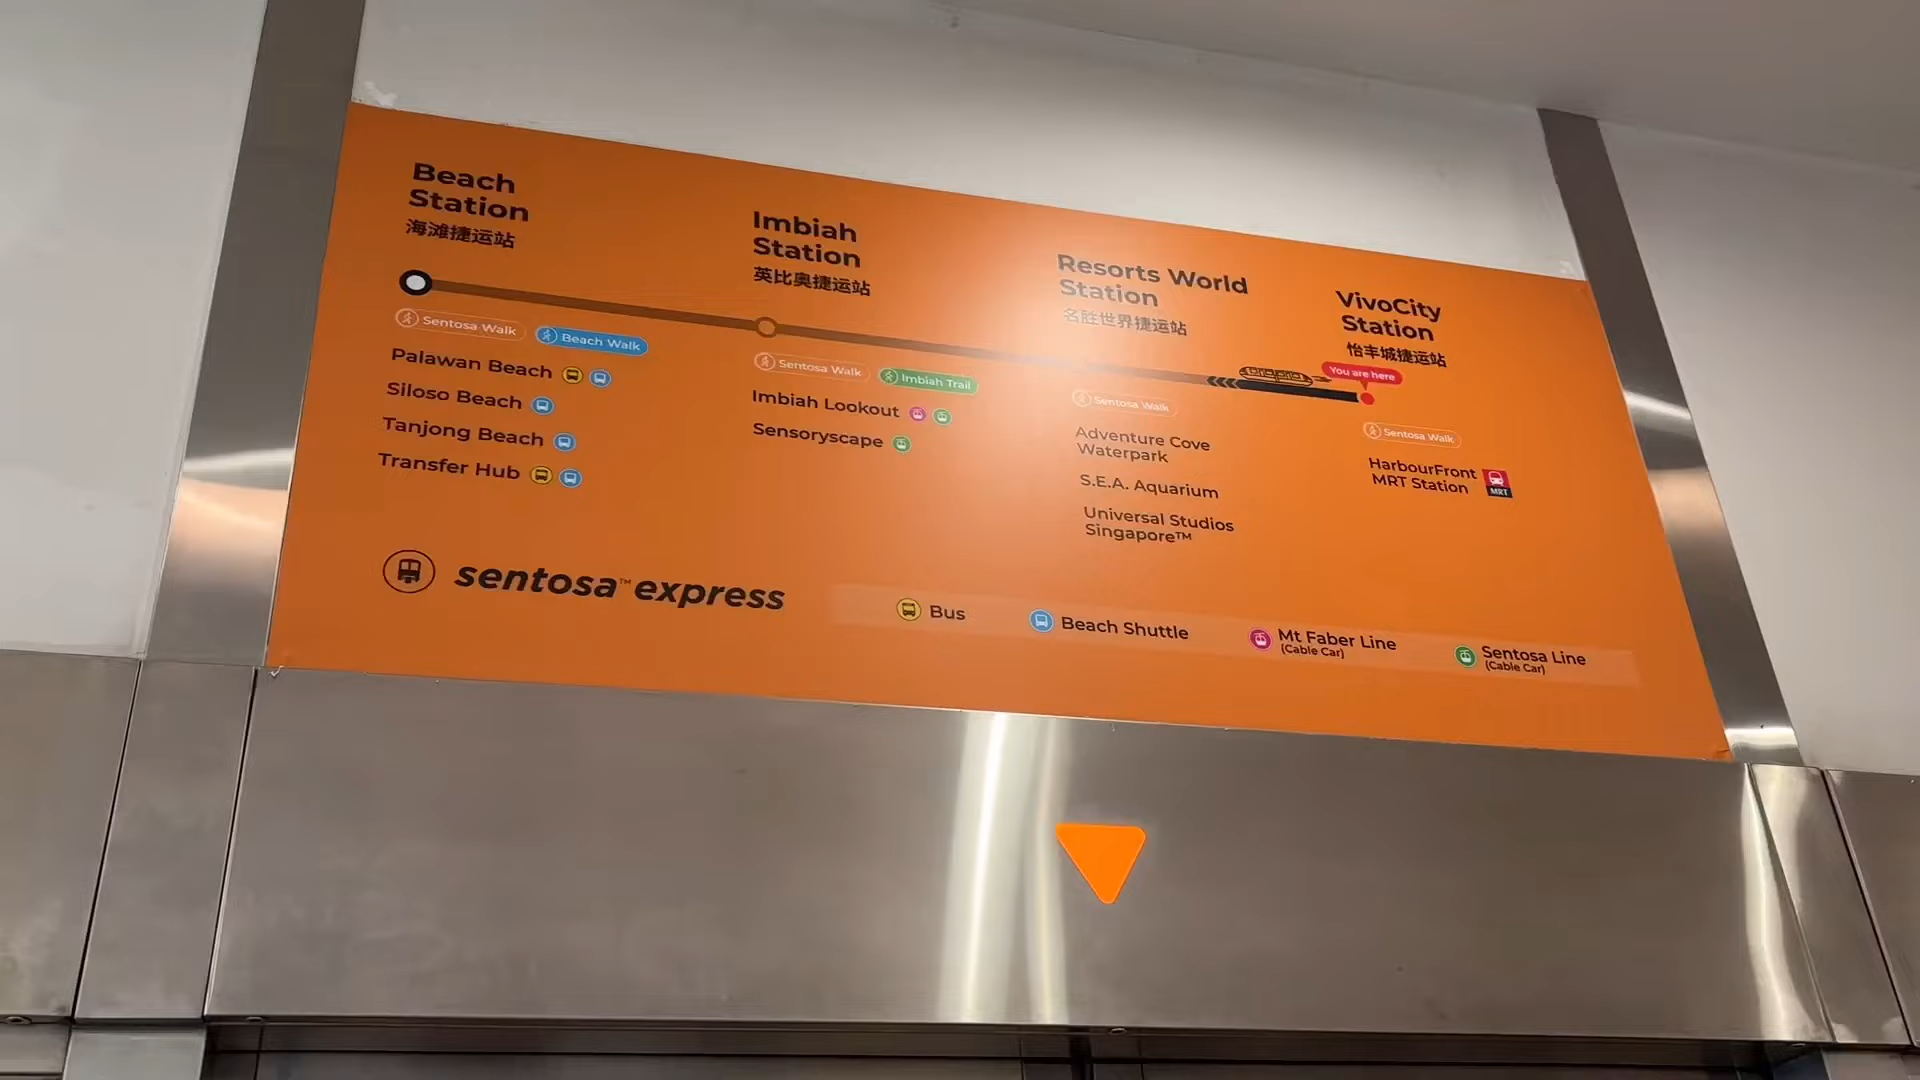 Beach
Station
海滩捷运站
Sentosa Walk
Beach Walk
Palawan Beach
Siloso Beach
Tanjong Beach
Transfer Hub
Imbiah
Station
英比奥捷运站
Sentosa Walk
Imbiah Trail
Imbiah Lookout
Sensoryscape
Resorts World
Station
名胜世界捷运站
Sentosa Walk
Adventure Cove
Waterpark
S.E.A. Aquarium
Universal Studios
Singapore™
VivoCity
Station
怡丰城捷运站
You are here
Sentosa Walk
HarbourFront
MRT Station
MRT
sentosa™ express
Bus
Beach Shuttle
Mt Faber Line
(Cable Car)
Sentosa Line
(Cable Car)